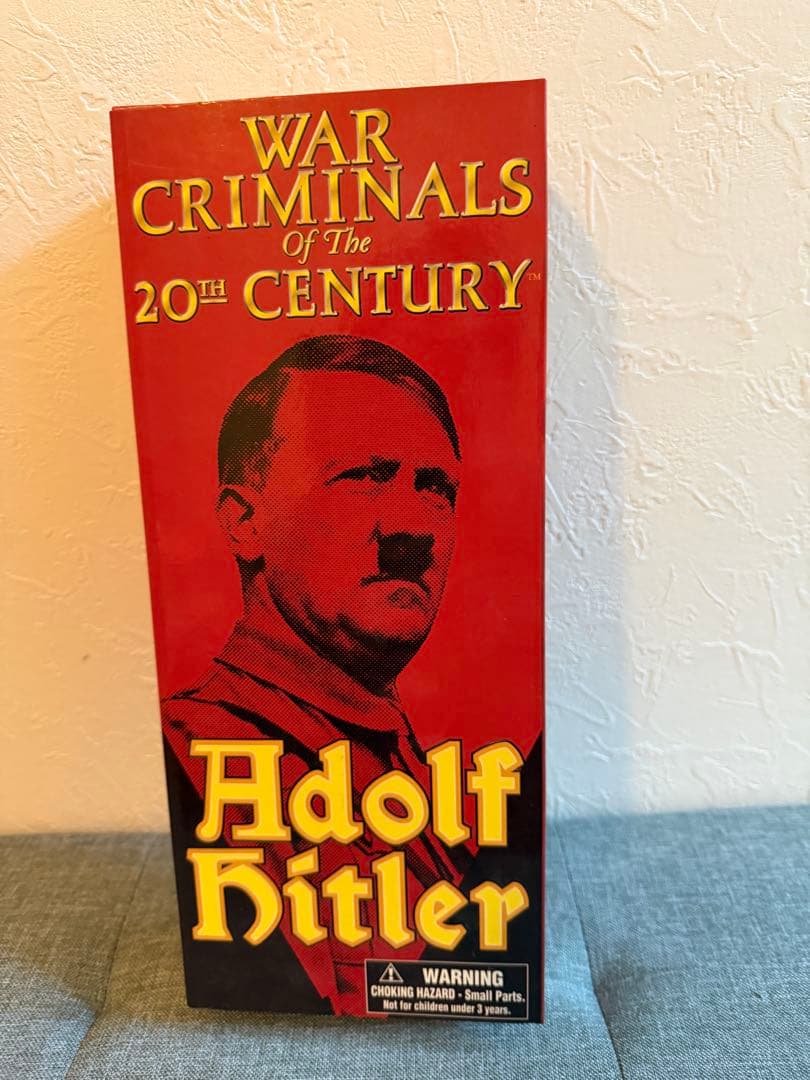 WAR
CRIMINALS
Of The
20TH CENTURY™
Adolf
Hitler
WARNING
CHOKING HAZARD - Small Parts.
Not for children under 3 years.